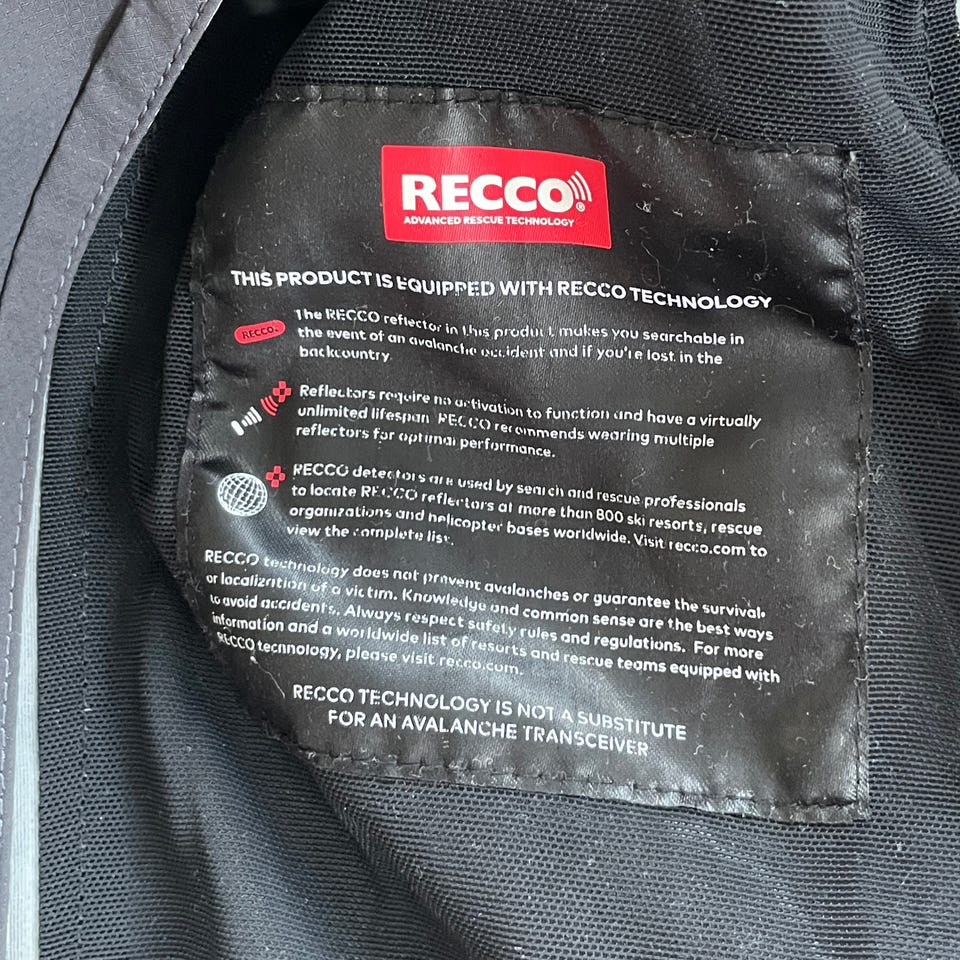 RECCO®
ADVANCED RESCUE TECHNOLOGY
THIS PRODUCT IS EQUIPPED WITH RECCO TECHNOLOGY
RECCO®
The RECCO reflector in this product makes you searchable in
the event of an avalanche accident and if you're lost in the
backcountry.
Reflectors require no activation to function and have a virtually
unlimited lifespan. RECCO recommends wearing multiple
reflectors for optimal performance.
RECCO detectors are used by search and rescue professionals
to locate RECCO reflectors at more than 800 ski resorts, rescue
organizations and helicopter bases worldwide. Visit recco.com to
view the complete list.
RECCO technology does not prevent avalanches or guarantee the survival
or localization of a victim. Knowledge and common sense are the best ways
to avoid accidents. Always respect safety rules and regulations. For more
information and a worldwide list of resorts and rescue teams equipped with
RECCO technology, please visit recco.com.
RECCO TECHNOLOGY IS NOT A SUBSTITUTE
FOR AN AVALANCHE TRANSCEIVER